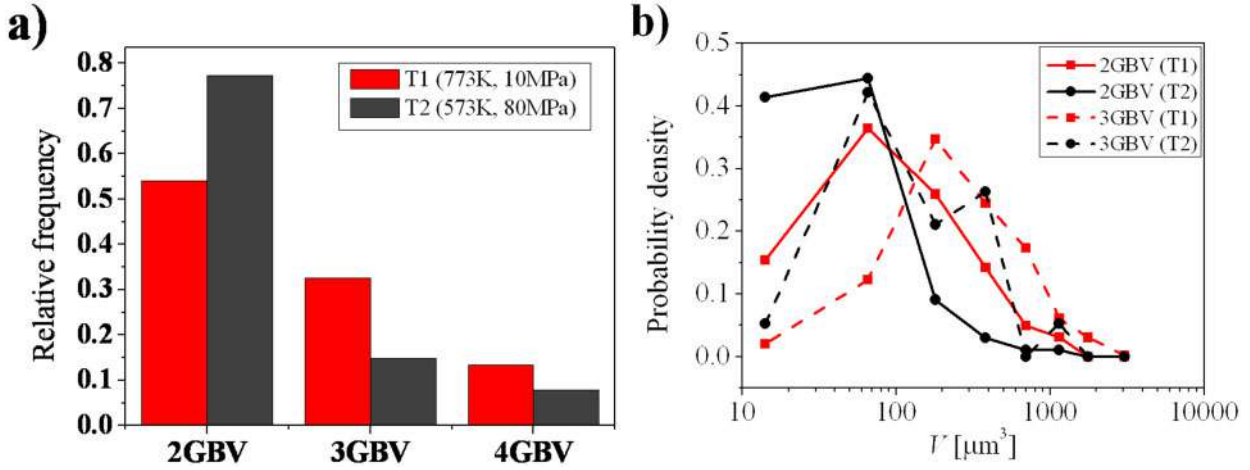 a)
0.8
0.7
0.6
0.5
0.4
0.3
0.2
0.1
0.0
Relative frequency
T1 (773K, 10MPa)
T2 (573K, 80MPa)
2GBV
3GBV
4GBV
b)
0.5
0.4
0.3
0.2
0.1
0.0
Probability density
2GBV (T1)
2GBV (T2)
3GBV (T1)
3GBV (T2)
10
100
1000
10000
V [μm³]